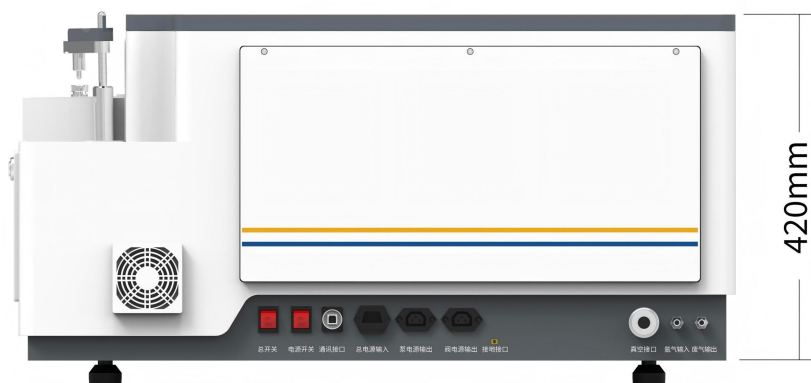 420mm
总开关 电源开关 通讯接口 总电源输入 泵电源输出 阀电源输出 接地接口 真空接口 氩气输入 废气输出